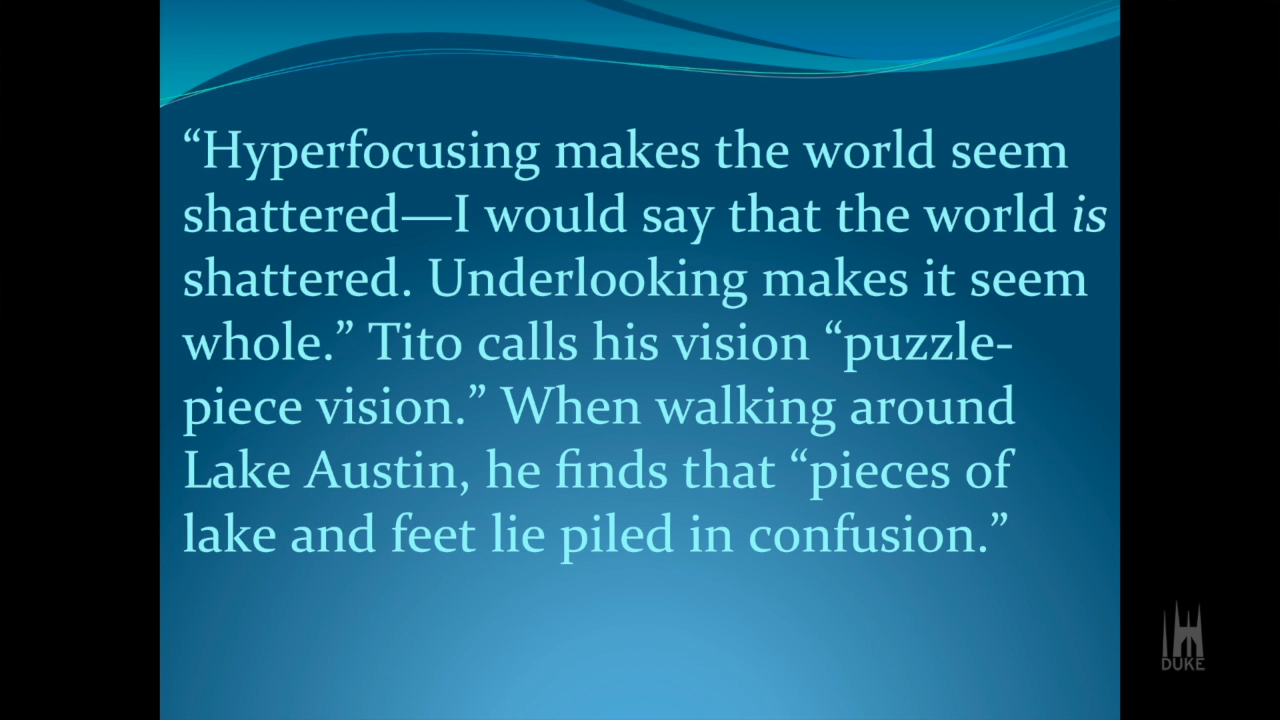 “Hyperfocusing makes the world seem
shattered—I would say that the world is
shattered. Underlooking makes it seem
whole.” Tito calls his vision “puzzle-
piece vision.” When walking around
Lake Austin, he finds that “pieces of
lake and feet lie piled in confusion.”
DUKE